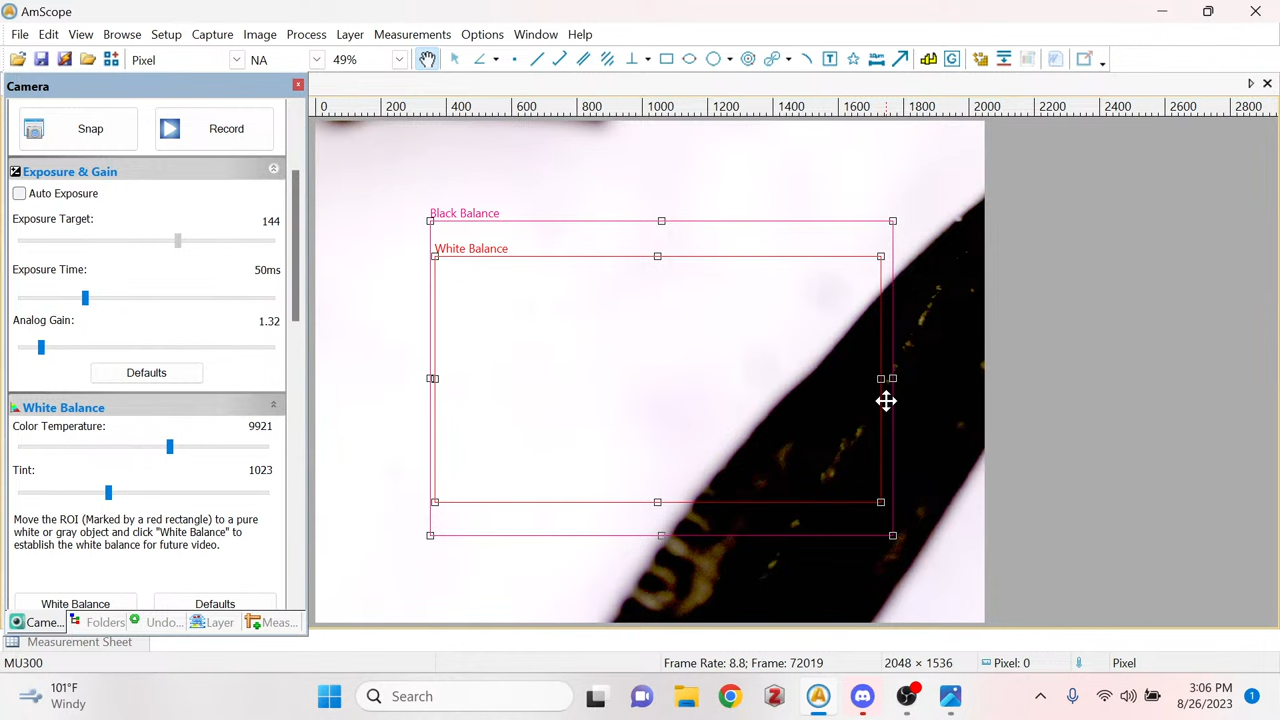 AmScope
File Edit View Browse Setup Capture Image Process Layer Measurements Options Window Help
Pixel NA 49%
Camera
0 200 400 600 800 1000 1200 1400 1600 1800 2000 2200 2400 2600 2800
Snap Record
Exposure & Gain
Auto Exposure
Exposure Target: 144
Exposure Time: 50ms
Analog Gain: 1.32
Defaults
White Balance
Color Temperature: 9921
Tint: 1023
Move the ROI (Marked by a red rectangle) to a pure
white or gray object and click "White Balance" to
establish the white balance for future video.
White Balance Defaults
Black Balance
White Balance
Came... Folders Undo... Layer Meas...
Measurement Sheet
MU300 Frame Rate: 8.8; Frame: 72019 2048 × 1536 Pixel: 0 Pixel
101°F
Windy
Search
3:06 PM
8/26/2023
1